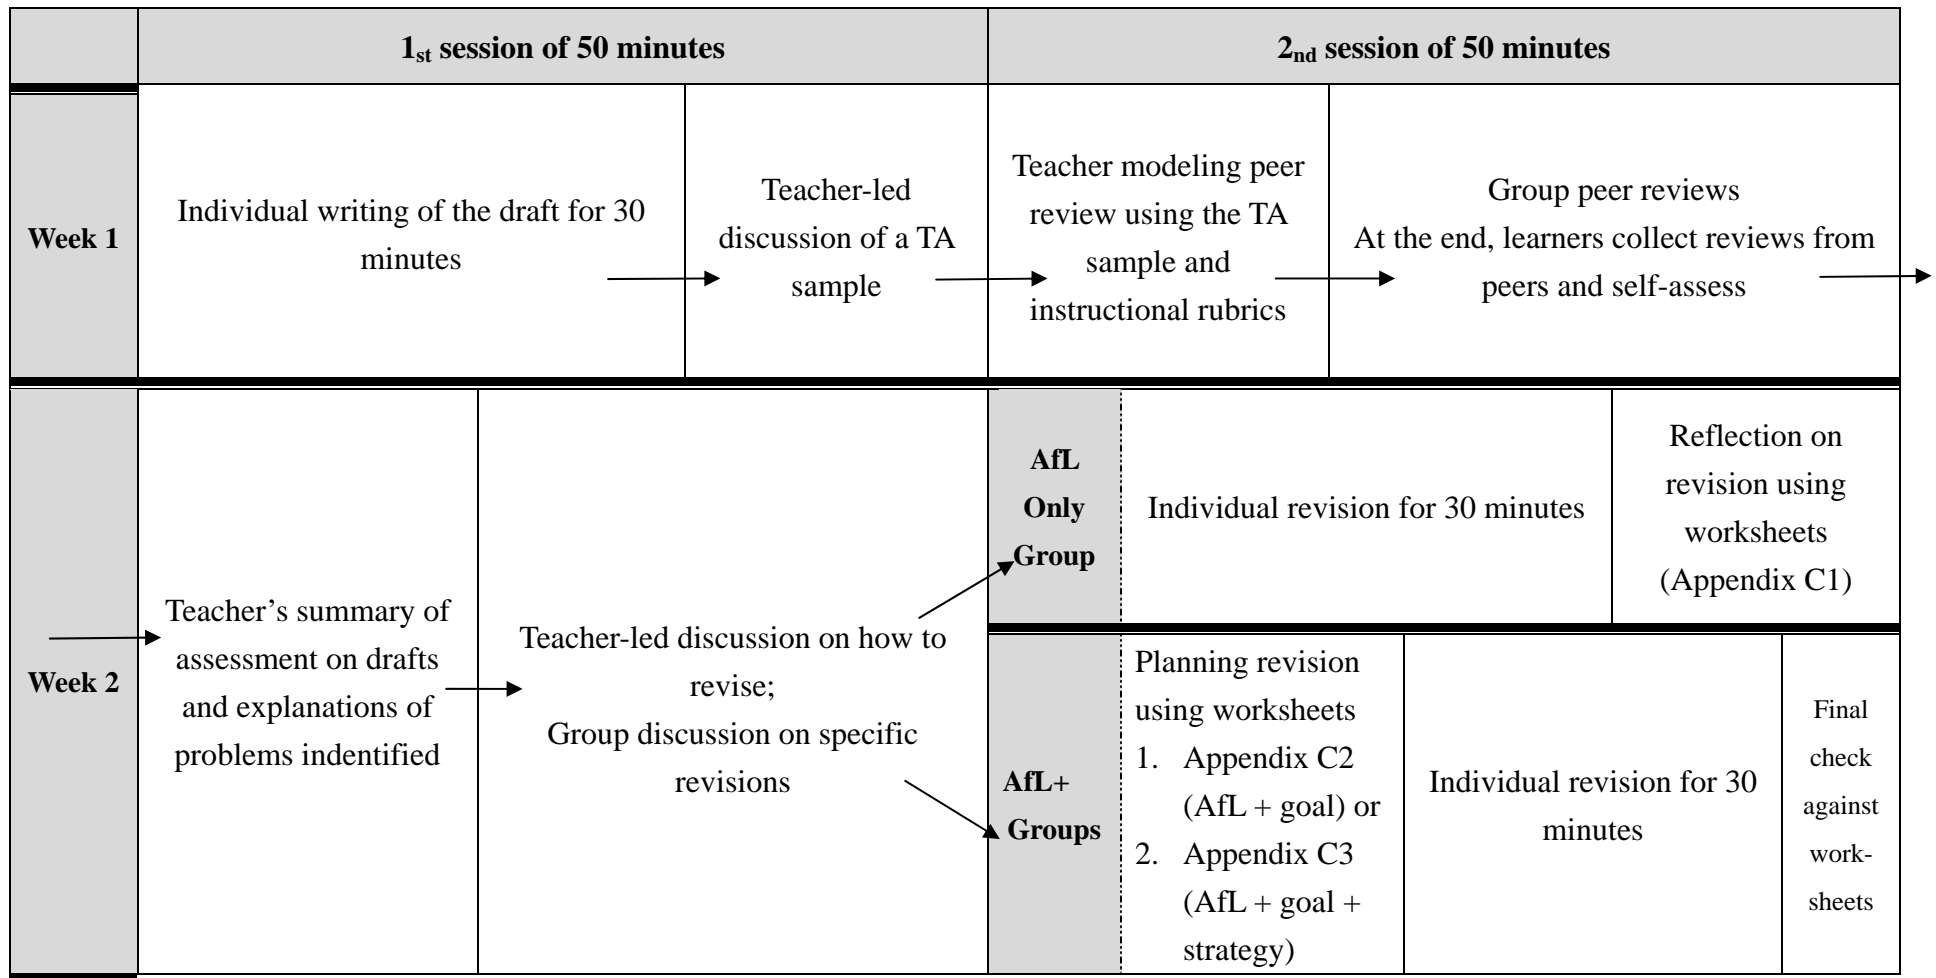 1st session of 50 minutes
2nd session of 50 minutes
Week 1
Individual writing of the draft for 30
minutes
Teacher-led
discussion of a TA
sample
Teacher modeling peer
review using the TA
sample and
instructional rubrics
Group peer reviews
At the end, learners collect reviews from
peers and self-assess
Week 2
Teacher’s summary of
assessment on drafts
and explanations of
problems indentified
Teacher-led discussion on how to
revise;
Group discussion on specific
revisions
AfL
Only
Group
Individual revision for 30 minutes
Reflection on
revision using
worksheets
(Appendix C1)
AfL+
Groups
Planning revision
using worksheets
1. Appendix C2
(AfL + goal) or
2. Appendix C3
(AfL + goal +
strategy)
Individual revision for 30
minutes
Final
check
against
work-
sheets